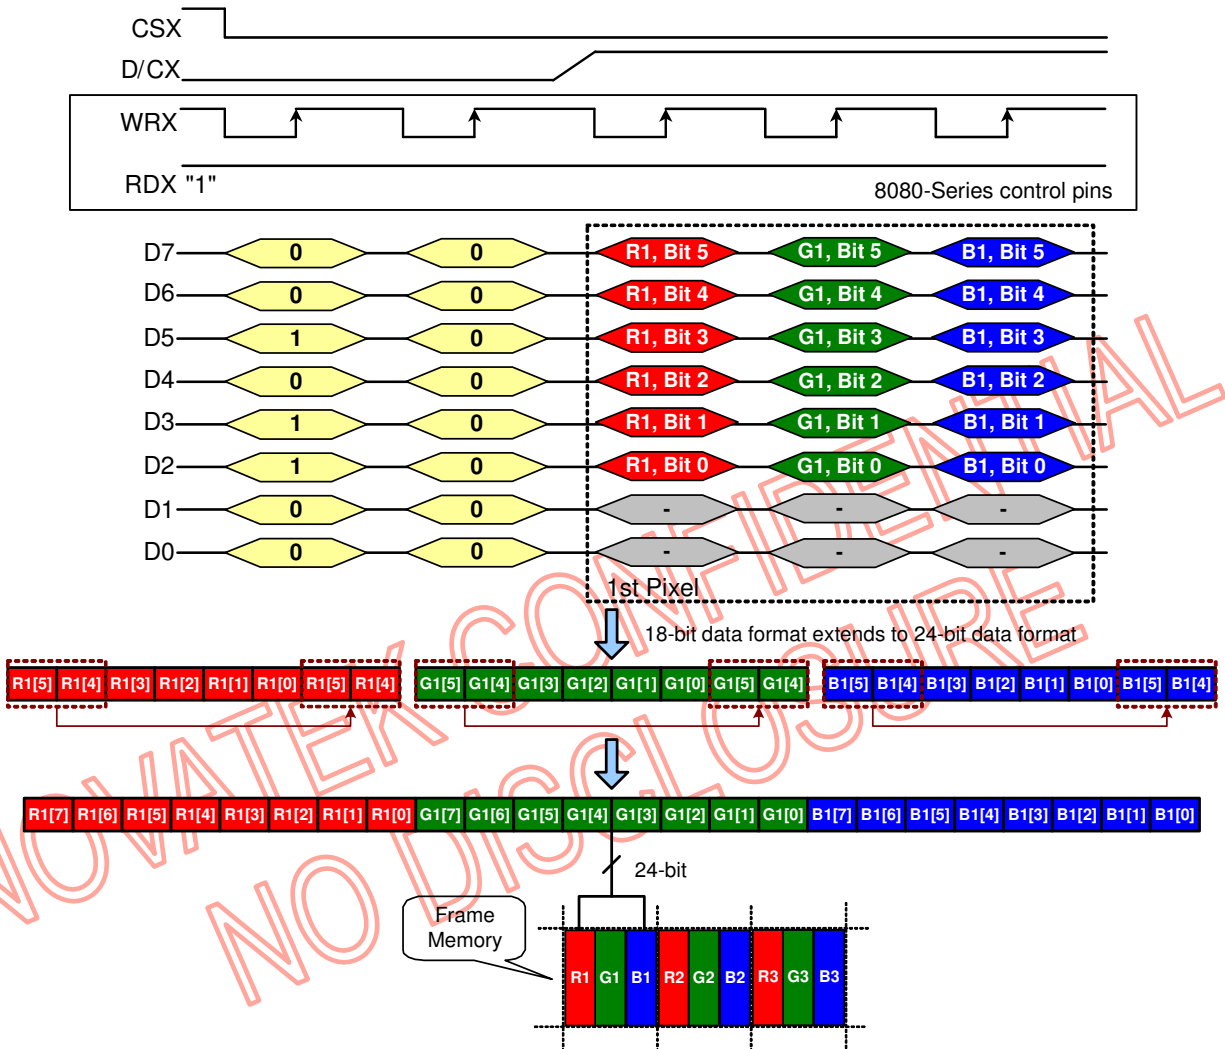 CSX
D/CX
WRX
RDX "1"
8080-Series control pins
D7 0 0 R1, Bit 5 G1, Bit 5 B1, Bit 5
D6 0 0 R1, Bit 4 G1, Bit 4 B1, Bit 4
D5 1 0 R1, Bit 3 G1, Bit 3 B1, Bit 3
D4 0 0 R1, Bit 2 G1, Bit 2 B1, Bit 2
D3 1 0 R1, Bit 1 G1, Bit 1 B1, Bit 1
D2 1 0 R1, Bit 0 G1, Bit 0 B1, Bit 0
D1 0 0 - - -
D0 0 0 - - -
1st Pixel
18-bit data format extends to 24-bit data format
R1[5] R1[4] R1[3] R1[2] R1[1] R1[0] R1[5] R1[4] G1[5] G1[4] G1[3] G1[2] G1[1] G1[0] G1[5] G1[4] B1[5] B1[4] B1[3] B1[2] B1[1] B1[0] B1[5] B1[4]
R1[7] R1[6] R1[5] R1[4] R1[3] R1[2] R1[1] R1[0] G1[7] G1[6] G1[5] G1[4] G1[3] G1[2] G1[1] G1[0] B1[7] B1[6] B1[5] B1[4] B1[3] B1[2] B1[1] B1[0]
24-bit
Frame
Memory
R1 G1 B1 R2 G2 B2 R3 G3 B3
NOVATEK CONFIDENTIAL
NO DISCLOSURE